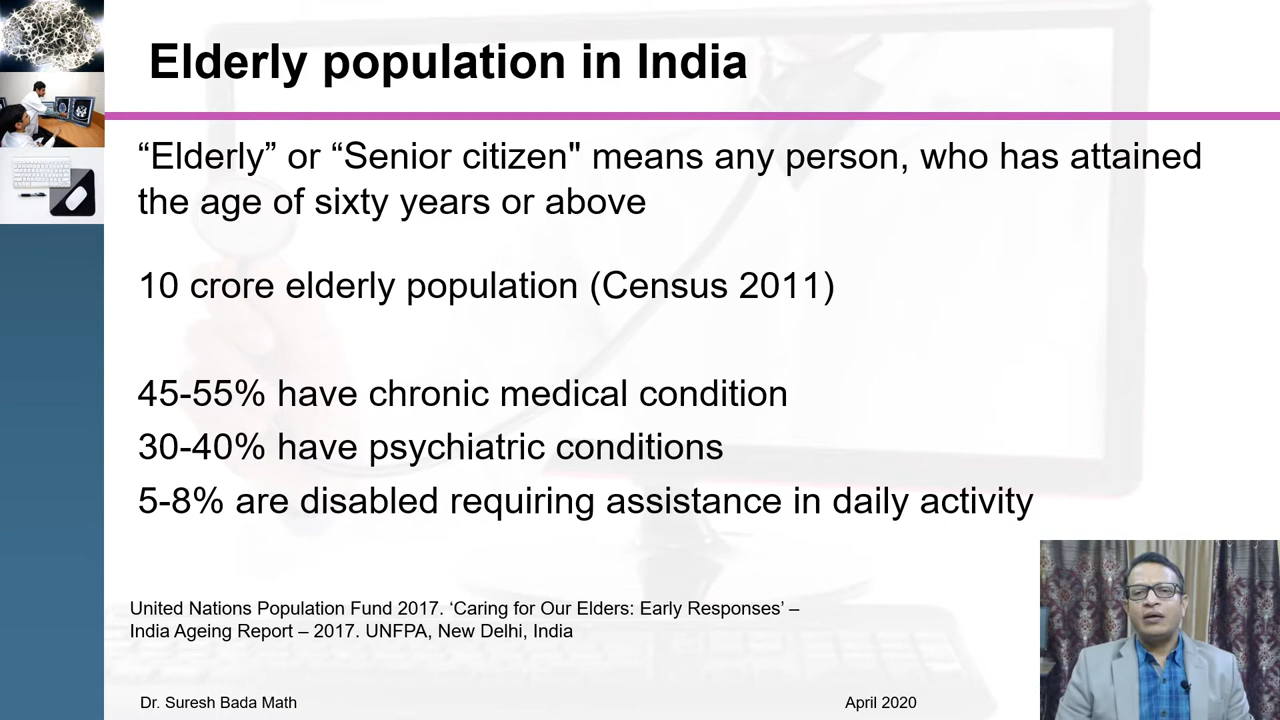 Elderly population in India
“Elderly” or “Senior citizen" means any person, who has attained
the age of sixty years or above
10 crore elderly population (Census 2011)
45-55% have chronic medical condition
30-40% have psychiatric conditions
5-8% are disabled requiring assistance in daily activity
United Nations Population Fund 2017. ‘Caring for Our Elders: Early Responses’ –
India Ageing Report – 2017. UNFPA, New Delhi, India
Dr. Suresh Bada Math
April 2020